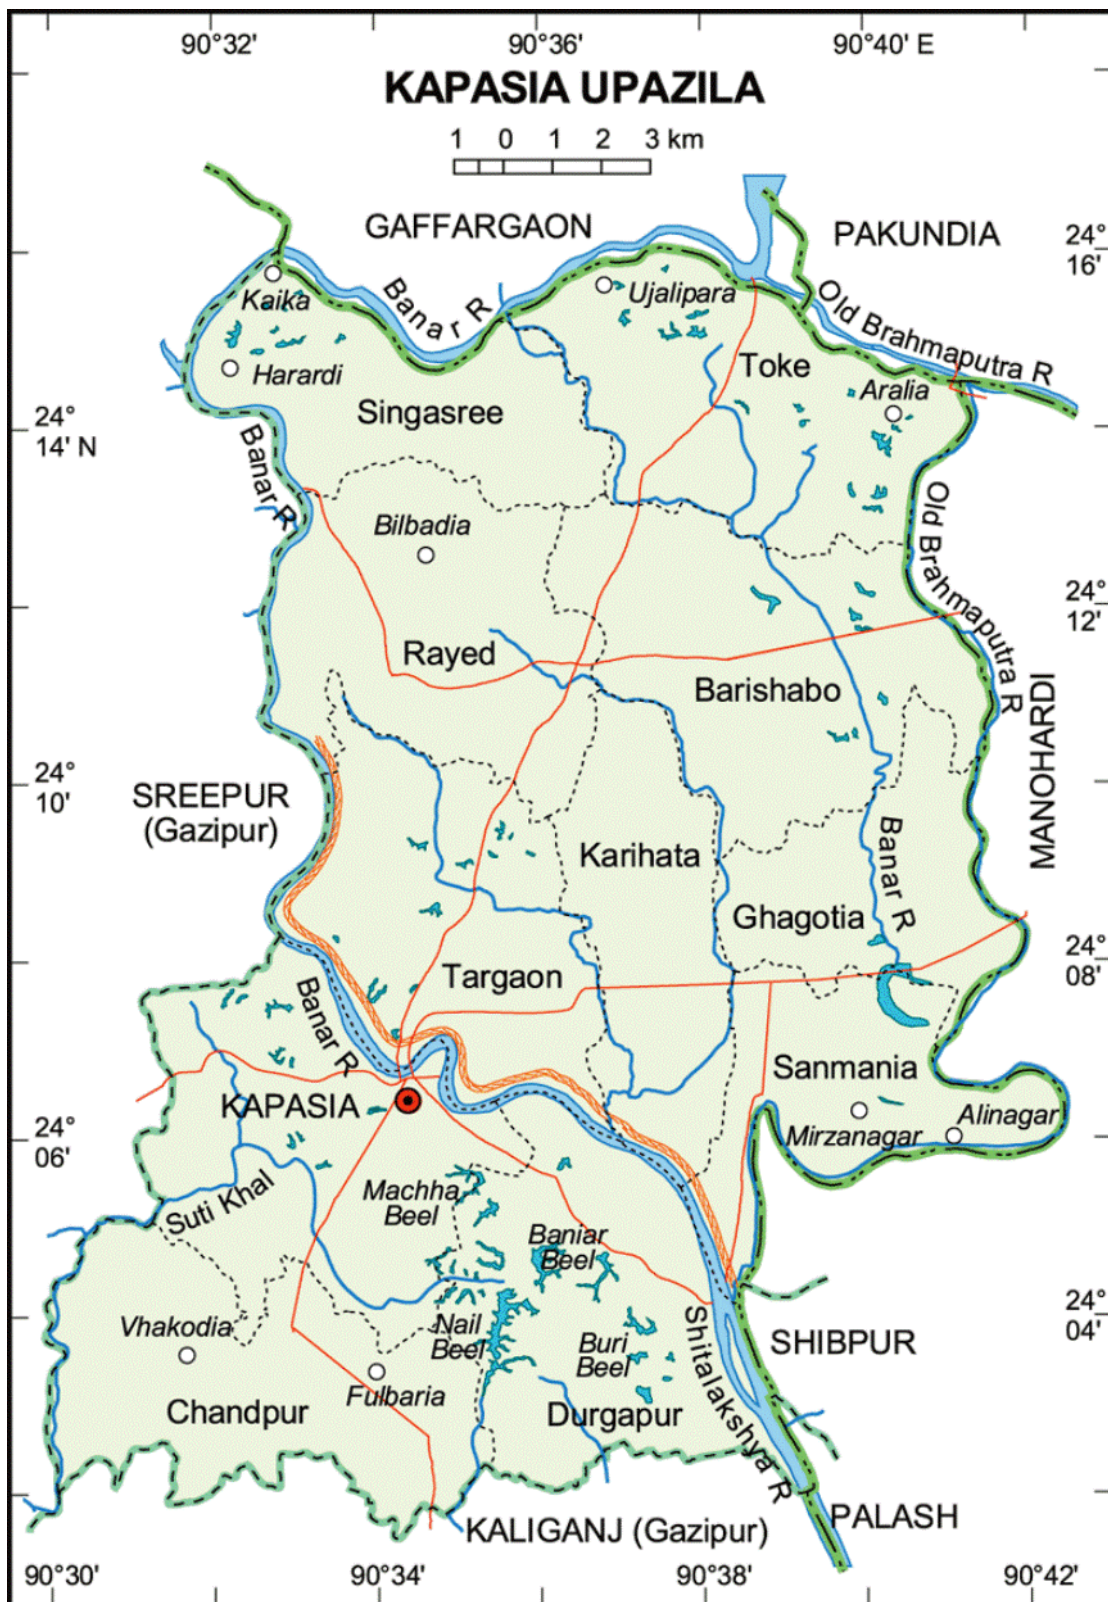 90°32'
90°36'
90°40' E
KAPASIA UPAZILA
1 0 1 2 3 km
GAFFARGAON
PAKUNDIA
24°
16'
Kaika
Banar R
Ujalipara
Old Brahmaputra R
Harardi
Toke
Aralia
Singasree
24°
14' N
Banar R
Bilbadia
Old Brahmaputra R
24°
12'
Rayed
Barishabo
MANOHARDI
24°
10'
SREEPUR
(Gazipur)
Karihata
Banar R
Ghagotia
24°
08'
Targaon
Banar R
Sanmania
KAPASIA
Mirzanagar
Alinagar
24°
06'
Suti Khal
Machha
Beel
Baniar
Beel
Vhakodia
Nail
Beel
Buri
Beel
Shitalakshya R
SHIBPUR
24°
04'
Fulbaria
Chandpur
Durgapur
KALIGANJ (Gazipur)
PALASH
90°30'
90°34'
90°38'
90°42'